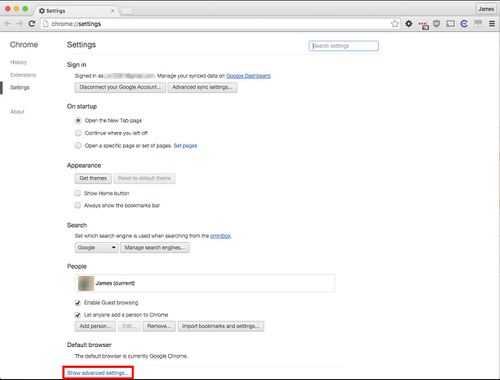 Settings
James
chrome://settings
Chrome
Settings
Search settings
History
Extensions
Settings
About
Sign in
Signed in as Manage your synced data on Google Dashboard.
Disconnect your Google Account...
Advanced sync settings...
On startup
Open the New Tab page
Continue where you left off
Open a specific page or set of pages. Set pages
Appearance
Get themes
Reset to default theme
Show Home button
Always show the bookmarks bar
Search
Set which search engine is used when searching from the omnibox.
Google
Manage search engines...
People
James (current)
Enable Guest browsing
Let anyone add a person to Chrome
Add person...
Edit...
Remove...
Import bookmarks and settings...
Default browser
The default browser is currently Google Chrome.
Show advanced settings...